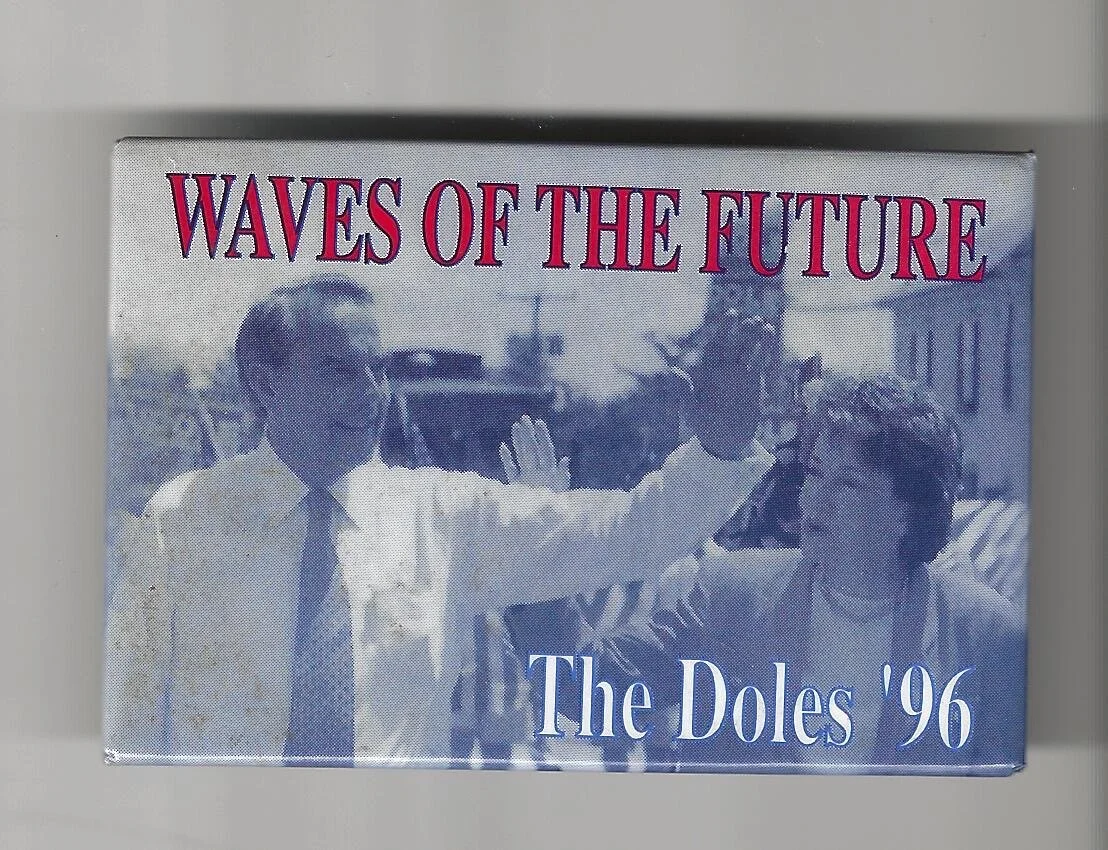 WAVES OF THE FUTURE
The Doles '96